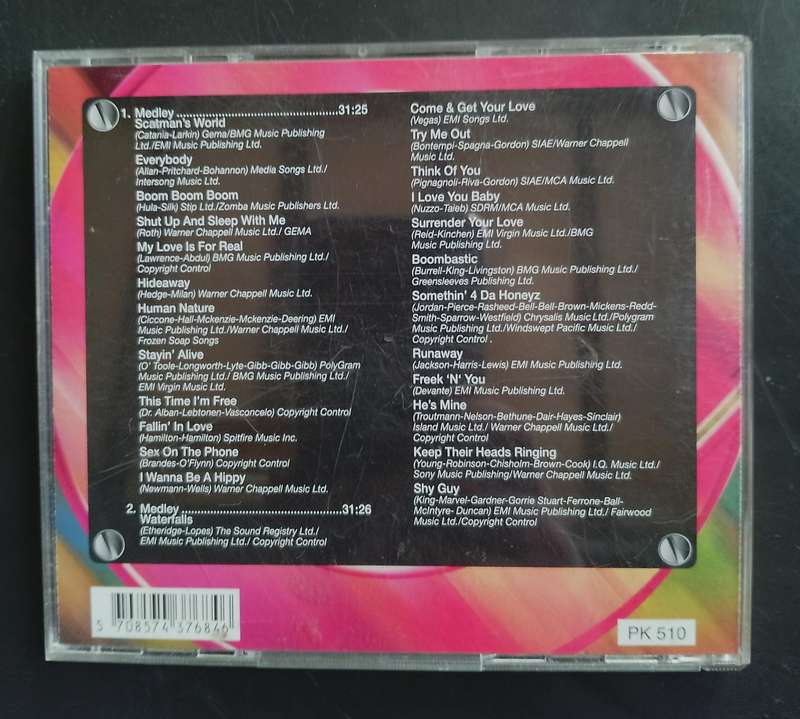 1. Medley ............................................31:25
Scatman's World
(Catania-Larkin) Gema/BMG Music Publishing
Ltd./EMI Music Publishing Ltd.
Everybody
(Allan-Pritchard-Bohannon) Media Songs Ltd./
Intersong Music Ltd.
Boom Boom Boom
(Hula-Silk) Stip Ltd./Zomba Music Publishers Ltd.
Shut Up And Sleep With Me
(Roth) Warner Chappell Music Ltd./ GEMA
My Love Is For Real
(Lawrence-Abdul) BMG Music Publishing Ltd./
Copyright Control
Hideaway
(Hedge-Milan) Warner Chappell Music Ltd.
Human Nature
(Ciccone-Hall-Mckenzie-Mckenzie-Deering) EMI
Music Publishing Ltd./Warner Chappell Music Ltd./
Frozen Soap Songs
Stayin' Alive
(O' Toole-Longworth-Lyte-Gibb-Gibb-Gibb) PolyGram
Music Publishing Ltd./ BMG Music Publishing Ltd./
EMI Virgin Music Ltd.
This Time I'm Free
(Dr. Alban-Lebtonen-Vasconcelo) Copyright Control
Fallin' In Love
(Hamilton-Hamilton) Spitfire Music Inc.
Sex On The Phone
(Brandes-O'Flynn) Copyright Control
I Wanna Be A Hippy
(Newmann-Wells) Warner Chappell Music Ltd.
2. Medley ............................................31:26
Waterfalls
(Etheridge-Lopes) The Sound Registry Ltd./
EMI Music Publishing Ltd./ Copyright Control
Come & Get Your Love
(Vegas) EMI Songs Ltd.
Try Me Out
(Bontempi-Spagna-Gordon) SIAE/Warner Chappell
Music Ltd.
Think Of You
(Pignagnoli-Riva-Gordon) SIAE/MCA Music Ltd.
I Love You Baby
(Nuzzo-Taieb) SDRM/MCA Music Ltd.
Surrender Your Love
(Reid-Kinchen) EMI Virgin Music Ltd./BMG
Music Publishing Ltd.
Boombastic
(Burrell-King-Livingston) BMG Music Publishing Ltd./
Greensleeves Publishing Ltd.
Somethin' 4 Da Honeyz
(Jordan-Pierce-Rasheed-Bell-Bell-Brown-Mickens-Redd-
Smith-Sparrow-Westfield) Chrysalis Music Ltd./Polygram
Music Publishing Ltd./Windswept Pacific Music Ltd./
Copyright Control .
Runaway
(Jackson-Harris-Lewis) EMI Music Publishing Ltd.
Freek 'N' You
(Devante) EMI Music Publishing Ltd.
He's Mine
(Troutmann-Nelson-Bethune-Dair-Hayes-Sinclair)
Island Music Ltd./ Warner Chappell Music Ltd./
Copyright Control
Keep Their Heads Ringing
(Young-Robinson-Chisholm-Brown-Cook) I.Q. Music Ltd./
Sony Music Publishing/Warner Chappell Music Ltd.
Shy Guy
(King-Marvel-Gardner-Gorrie Stuart-Ferrone-Ball-
McIntyre-Duncan) EMI Music Publishing Ltd./ Fairwood
Music Ltd./Copyright Control
5 708574 376846
PK 510